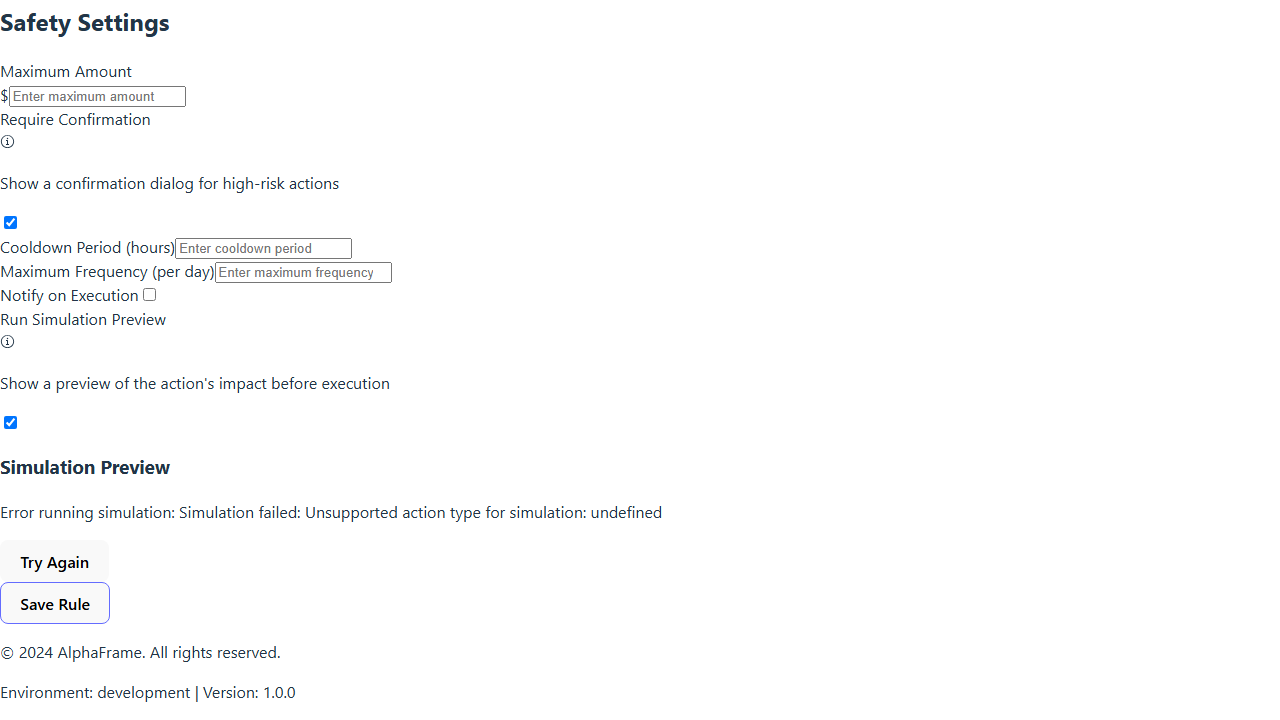 Safety Settings
Maximum Amount
$Enter maximum amount
Require Confirmation
Show a confirmation dialog for high-risk actions
Cooldown Period (hours)Enter cooldown period
Maximum Frequency (per day)Enter maximum frequency
Notify on Execution
Run Simulation Preview
Show a preview of the action's impact before execution
Simulation Preview
Error running simulation: Simulation failed: Unsupported action type for simulation: undefined
Try Again
Save Rule
© 2024 AlphaFrame. All rights reserved.
Environment: development | Version: 1.0.0